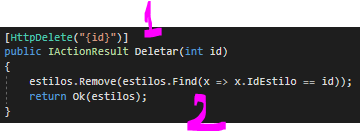 1
[HttpDelete("{id}")]
public IActionResult Deletar(int id)
{
estilos.Remove(estilos.Find(x => x.IdEstilo == id));
return Ok(estilos);
}
2